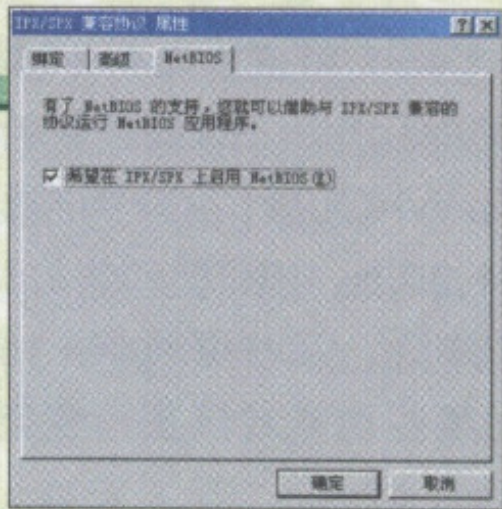 IPX/SPX 兼容协议 属性
绑定 高级 NetBIOS
有了 NetBIOS 的支持，您就可以借助与 IPX/SPX 兼容的
协议运行 NetBIOS 应用程序。
希望在 IPX/SPX 上启用 NetBIOS(I)
确定 取消